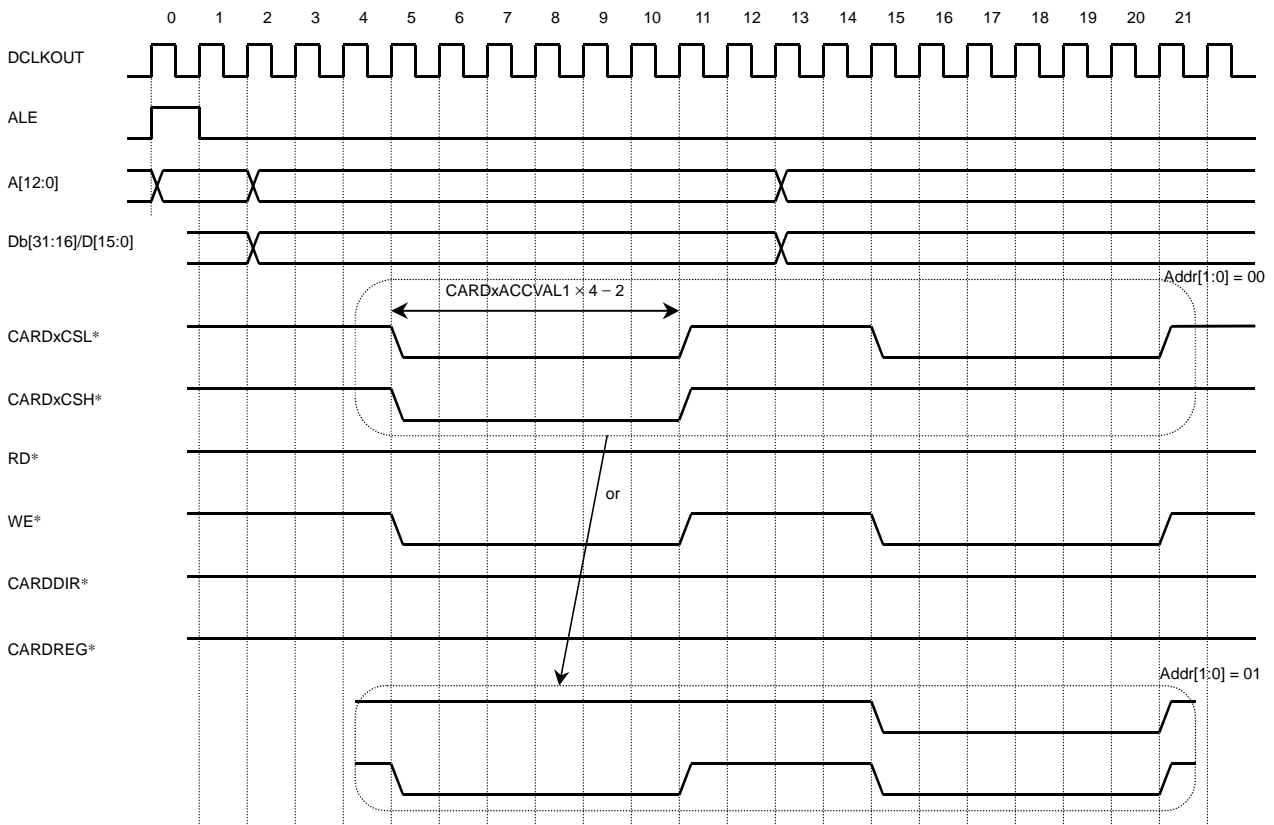 0 1 2 3 4 5 6 7 8 9 10 11 12 13 14 15 16 17 18 19 20 21
DCLKOUT
ALE
A[12:0]
Db[31:16]/D[15:0]
Addr[1:0] = 00
CARDxACCVAL1 × 4 − 2
CARDxCSL*
CARDxCSH*
RD*
or
WE*
CARDDIR*
CARDREG*
Addr[1:0] = 01